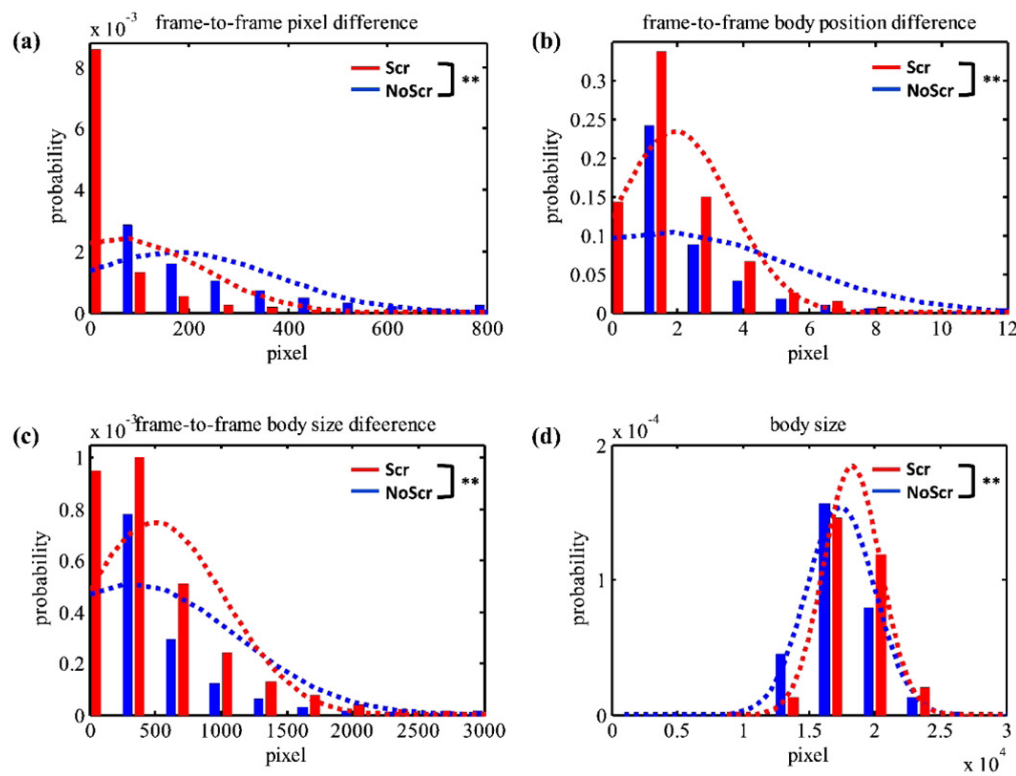 (a)
frame-to-frame pixel difference
x 10⁻³
8
6
4
2
0
probability
Scr
NoScr
**
0 200 400 600 800
pixel
(b)
frame-to-frame body position difference
0.3
0.25
0.2
0.15
0.1
0.05
0
probability
Scr
NoScr
**
0 2 4 6 8 10 12
pixel
(c)
x 10⁻³
frame-to-frame body size difeerence
1
0.8
0.6
0.4
0.2
0
probability
Scr
NoScr
**
0 500 1000 1500 2000 2500 3000
pixel
(d)
x 10⁻⁴
body size
2
1
0
probability
Scr
NoScr
**
0 0.5 1 1.5 2 2.5 3
pixel
x 10⁴